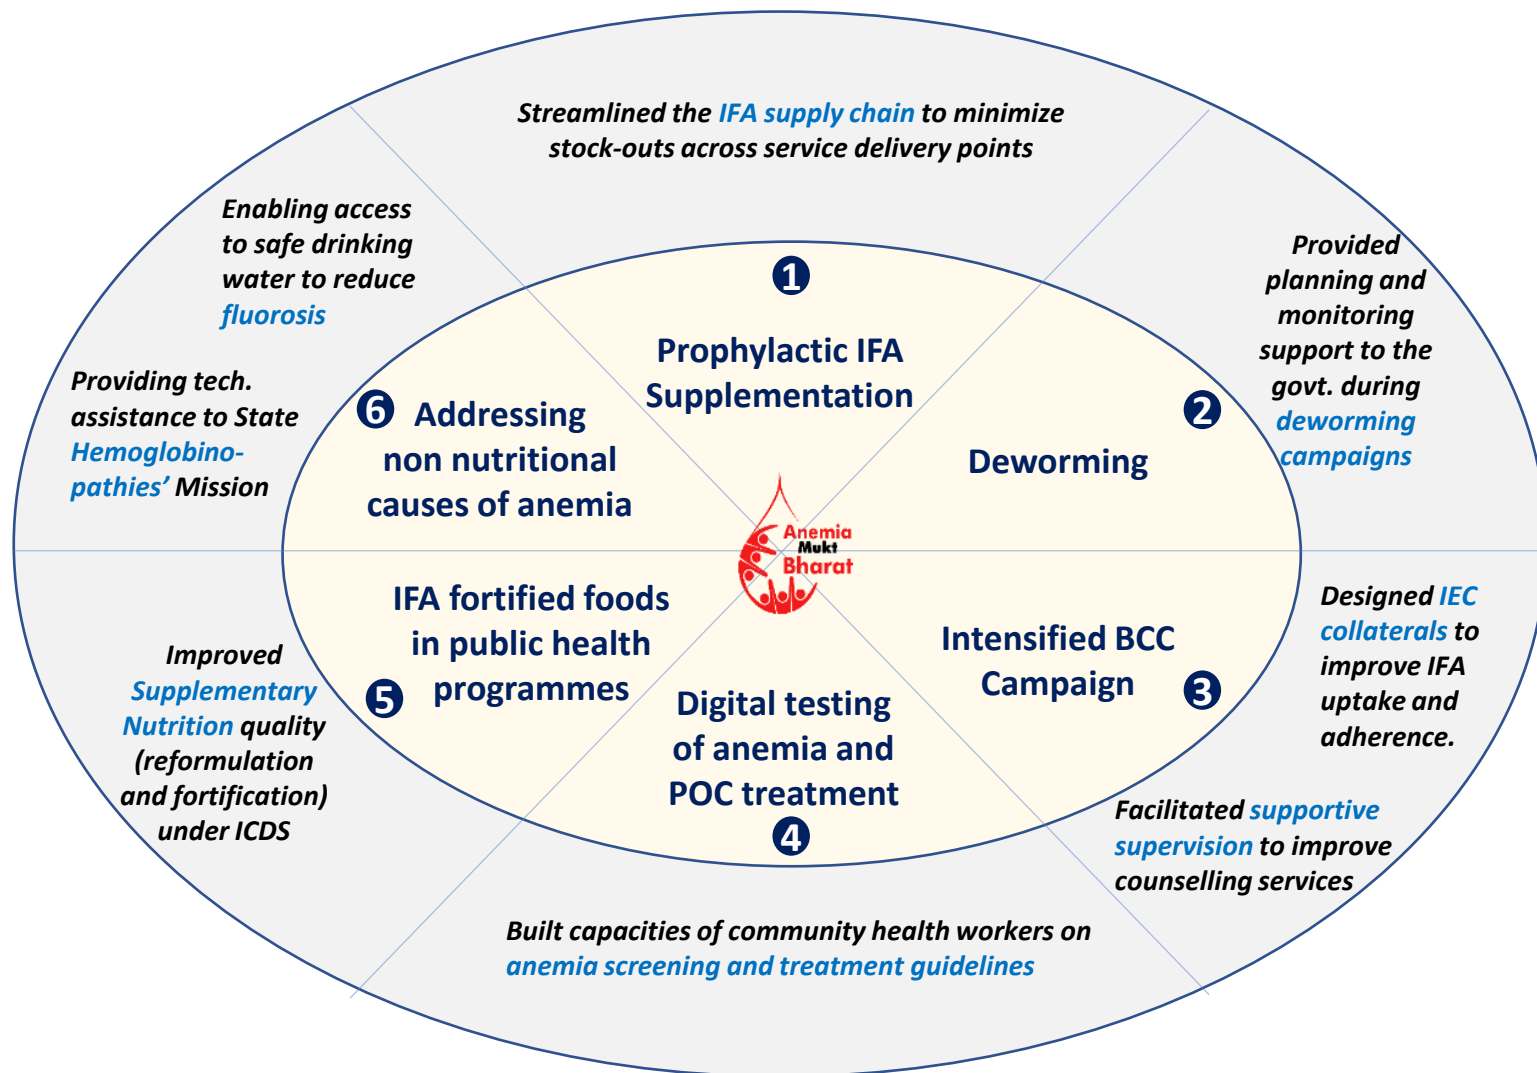 Streamlined the IFA supply chain to minimize
stock-outs across service delivery points
Enabling access
to safe drinking
water to reduce
fluorosis
Providing tech.
assistance to State
Hemoglobino-
pathies' Mission
Provided
planning and
monitoring
support to the
govt. during
deworming
campaigns
1
Prophylactic IFA
Supplementation
2
Deworming
6
Addressing
non nutritional
causes of anemia
Anemia
Mukt
Bharat
IFA fortified foods
in public health
programmes
5
Intensified BCC
Campaign
3
Digital testing
of anemia and
POC treatment
4
Designed IEC
collaterals to
improve IFA
uptake and
adherence.
Improved
Supplementary
Nutrition quality
(reformulation
and fortification)
under ICDS
Facilitated supportive
supervision to improve
counselling services
Built capacities of community health workers on
anemia screening and treatment guidelines